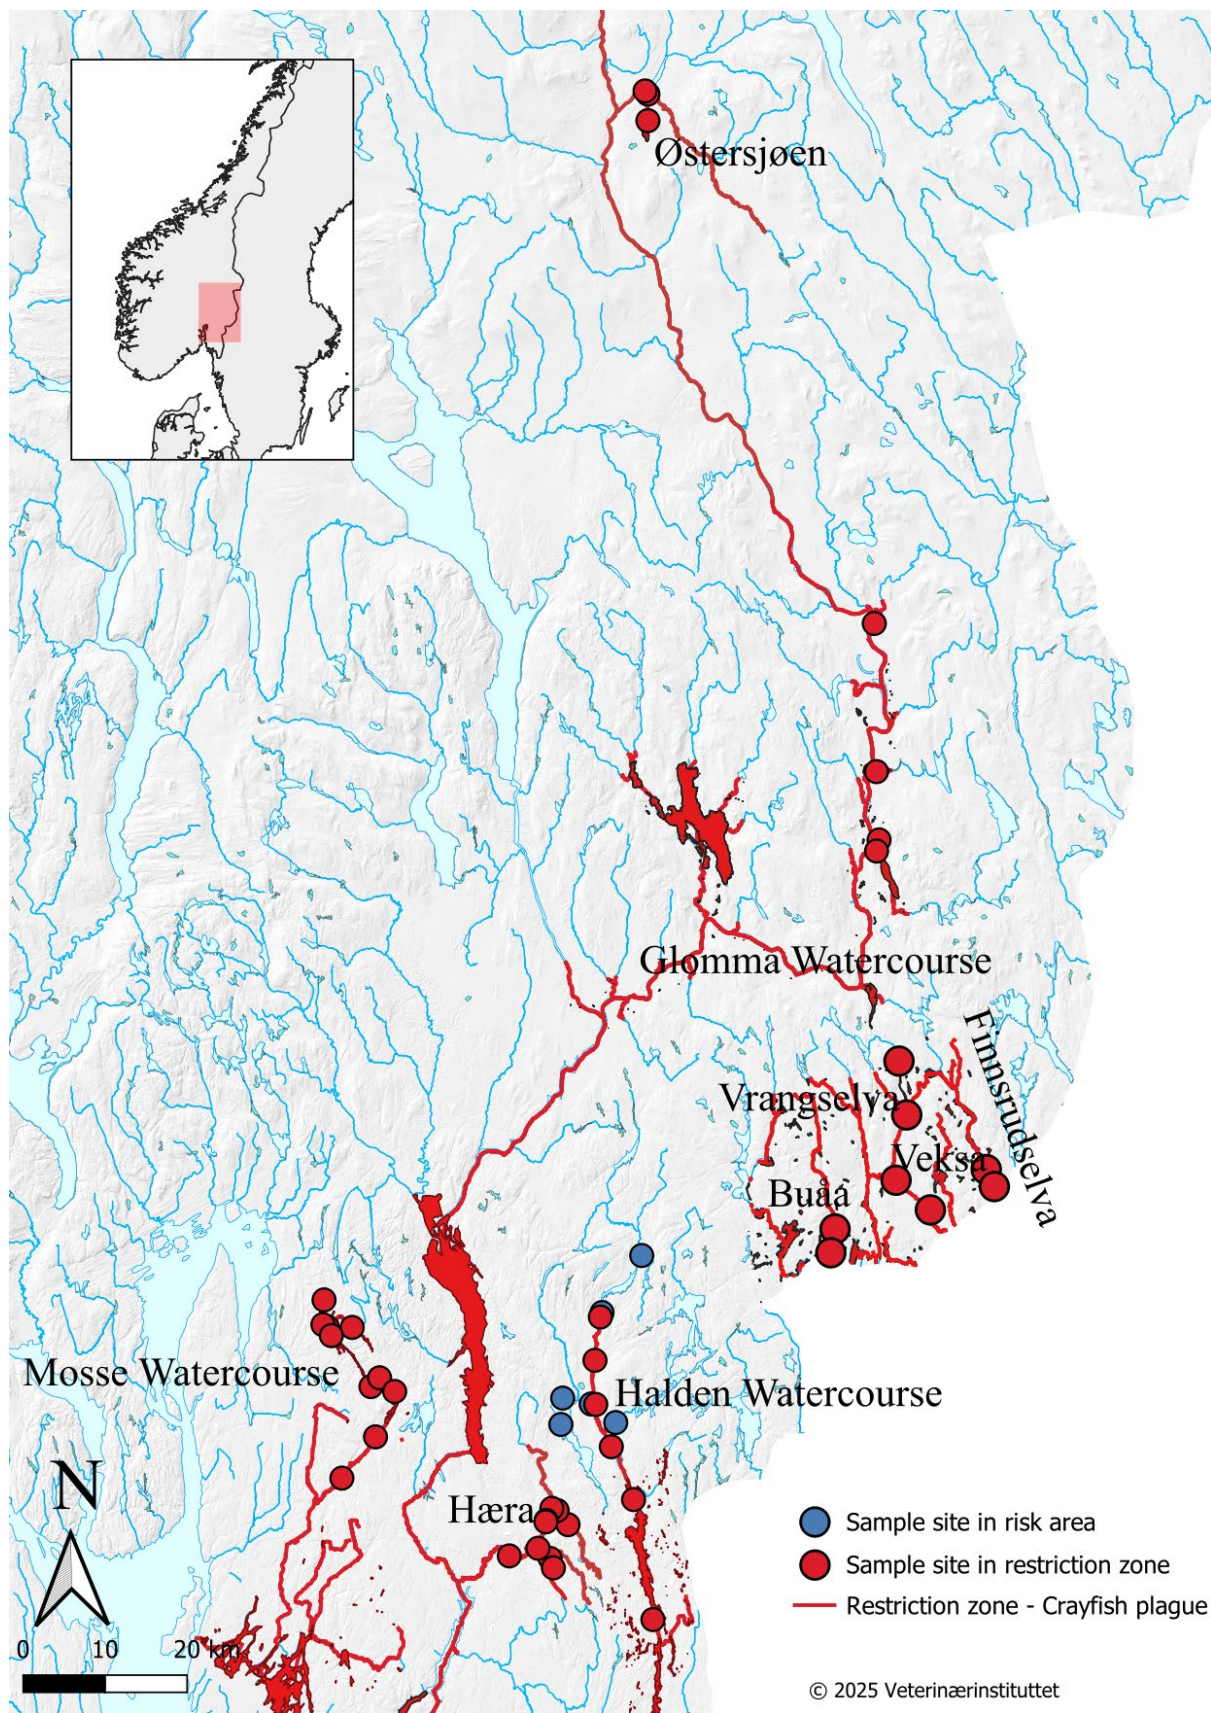 Østersjøen
Glomma Watercourse
Finnsrudselva
Vrangselva
Veksa
Buåa
Mosse Watercourse
Halden Watercourse
N
Hæra
Sample site in risk area
Sample site in restriction zone
Restriction zone - Crayfish plague
0 10 20 km
© 2025 Veterinærinstituttet